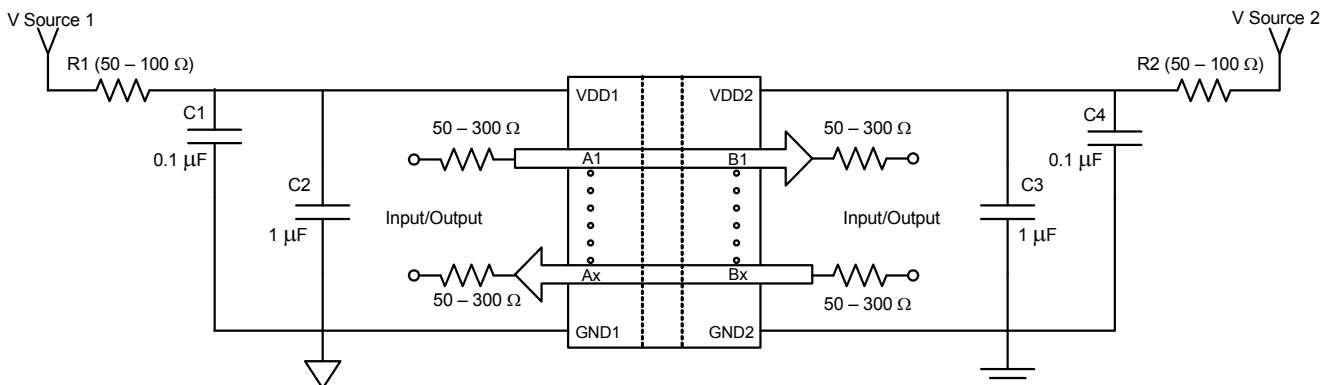 V Source 1
V Source 2
R1 (50 – 100 Ω)
R2 (50 – 100 Ω)
VDD1
VDD2
C1
C4
50 – 300 Ω
50 – 300 Ω
0.1 μF
0.1 μF
A1
B1
C2
C3
Input/Output
Input/Output
1 μF
1 μF
Ax
Bx
50 – 300 Ω
50 – 300 Ω
GND1
GND2